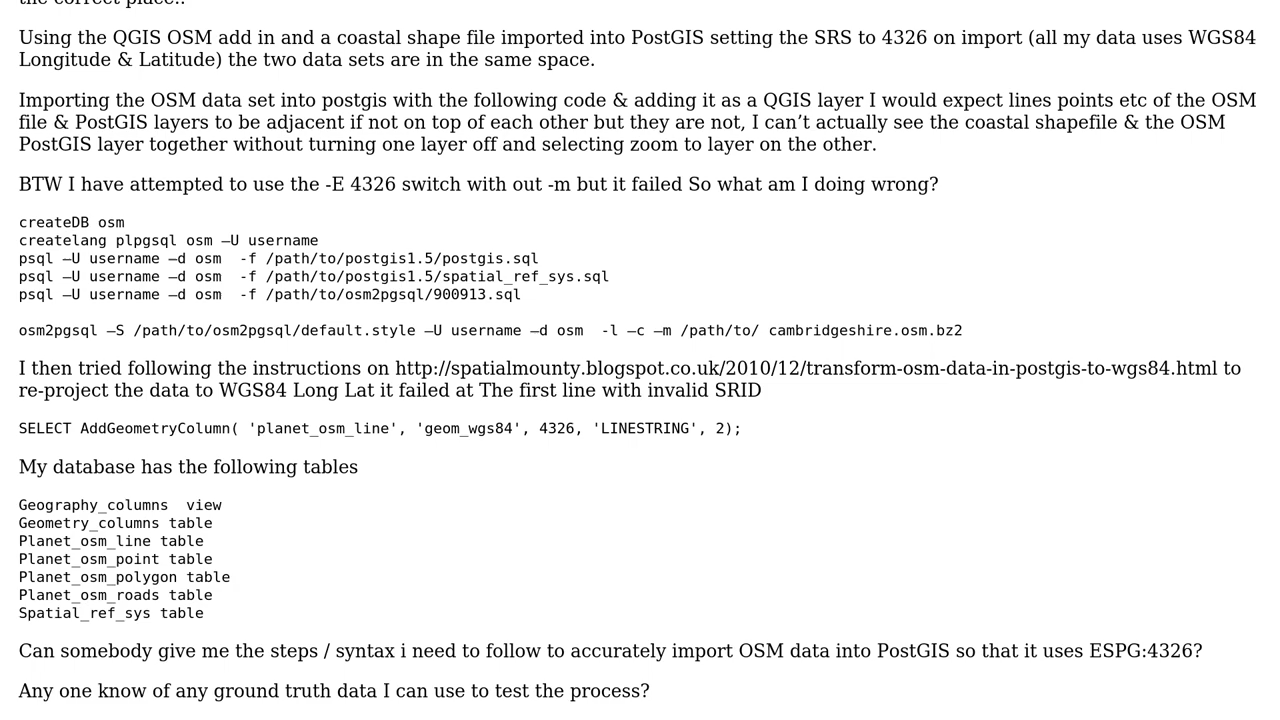 the correct place..
Using the QGIS OSM add in and a coastal shape file imported into PostGIS setting the SRS to 4326 on import (all my data uses WGS84
Longitude & Latitude) the two data sets are in the same space.
Importing the OSM data set into postgis with the following code & adding it as a QGIS layer I would expect lines points etc of the OSM
file & PostGIS layers to be adjacent if not on top of each other but they are not, I can’t actually see the coastal shapefile & the OSM
PostGIS layer together without turning one layer off and selecting zoom to layer on the other.
BTW I have attempted to use the -E 4326 switch with out -m but it failed So what am I doing wrong?
createDB osm
createlang plpgsql osm –U username
psql –U username –d osm  -f /path/to/postgis1.5/postgis.sql
psql –U username –d osm  -f /path/to/postgis1.5/spatial_ref_sys.sql
psql –U username –d osm  -f /path/to/osm2pgsql/900913.sql
osm2pgsql –S /path/to/osm2pgsql/default.style –U username –d osm  -l –c –m /path/to/ cambridgeshire.osm.bz2
I then tried following the instructions on http://spatialmounty.blogspot.co.uk/2010/12/transform-osm-data-in-postgis-to-wgs84.html to
re-project the data to WGS84 Long Lat it failed at The first line with invalid SRID
SELECT AddGeometryColumn( 'planet_osm_line', 'geom_wgs84', 4326, 'LINESTRING', 2);
My database has the following tables
Geography_columns  view
Geometry_columns table
Planet_osm_line table
Planet_osm_point table
Planet_osm_polygon table
Planet_osm_roads table
Spatial_ref_sys table
Can somebody give me the steps / syntax i need to follow to accurately import OSM data into PostGIS so that it uses ESPG:4326?
Any one know of any ground truth data I can use to test the process?